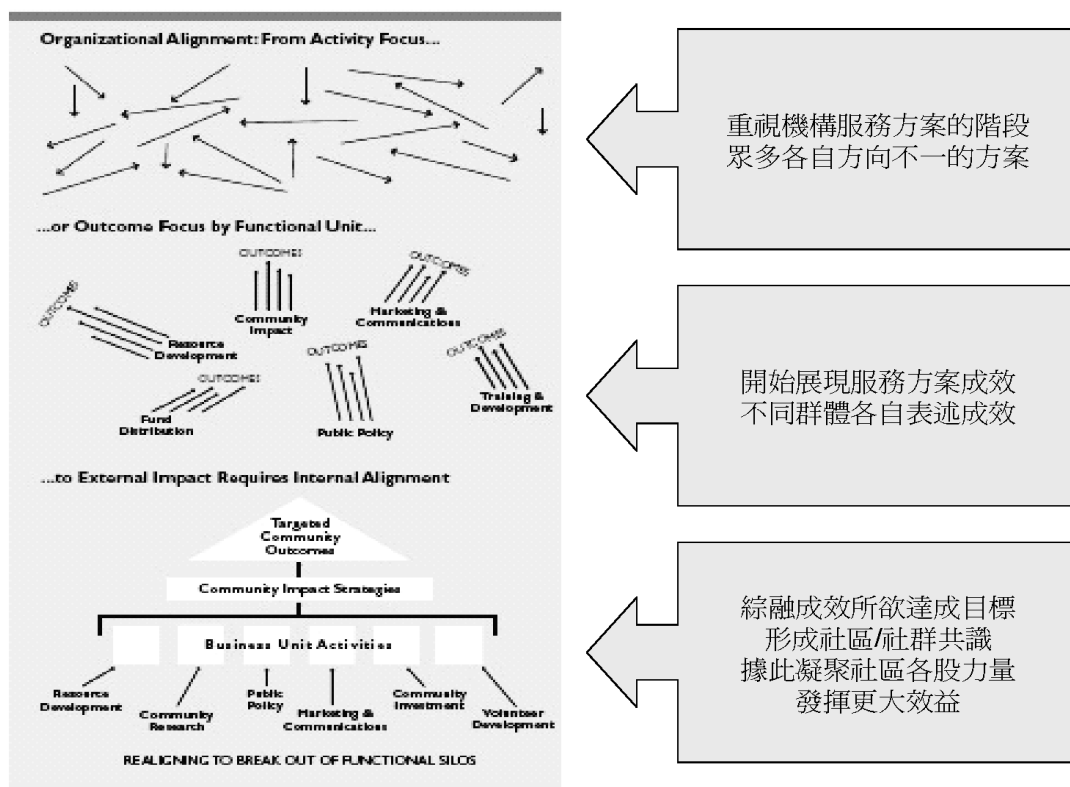 Organizational Alignment: From Activity Focus...
重視機構服務方案的階段
眾多各自方向不一的方案
...or Outcome Focus by Functional Unit...
OUTCOMES
OUTCOMES
OUTCOMES
Community
Impact
Marketing &
Communications
Resource
Development
OUTCOMES
OUTCOMES
OUTCOMES
Fund
Distribution
Public Policy
Training &
Development
開始展現服務方案成效
不同群體各自表述成效
...to External Impact Requires Internal Alignment
Targeted
Community
Outcomes
Community Impact Strategies
Business Unit Activities
Resource
Development
Community
Research
Public
Policy
Marketing &
Communications
Community
Investment
Volunteer
Development
REALIGNING TO BREAK OUT OF FUNCTIONAL SILOS
綜融成效所欲達成目標
形成社區/社群共識
據此凝聚社區各股力量
發揮更大效益